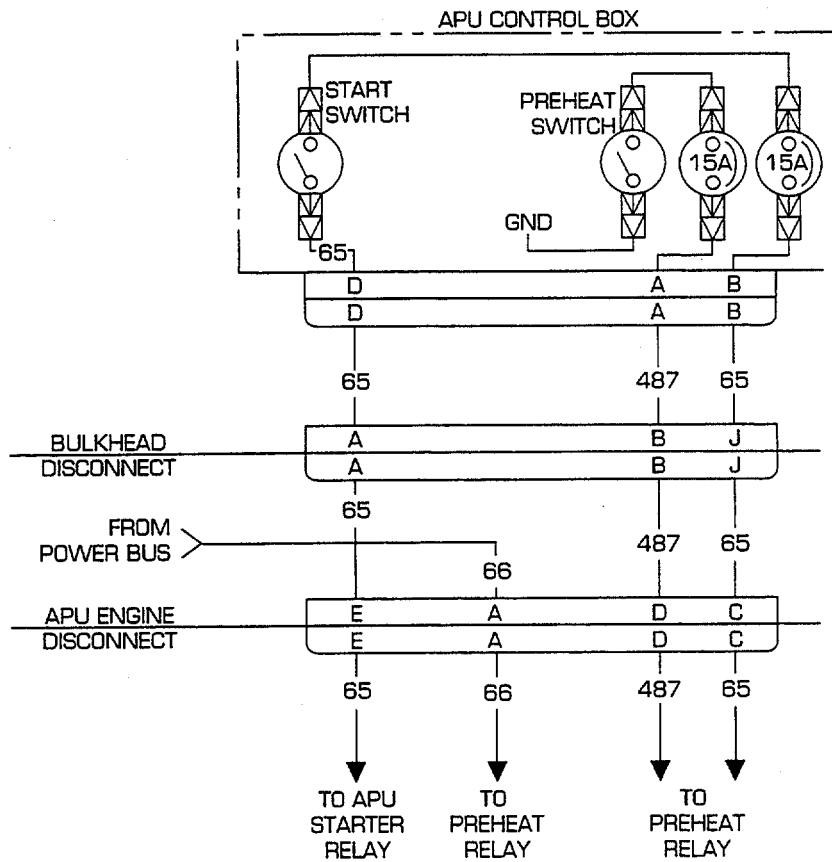 APU CONTROL BOX
START
SWITCH
PREHEAT
SWITCH
15A
15A
GND
65
D
A
B
D
A
B
65
487
65
BULKHEAD
DISCONNECT
A
B
J
A
B
J
65
FROM
POWER BUS
487
65
66
APU ENGINE
DISCONNECT
E
A
D
C
E
A
D
C
65
66
487
65
TO APU
STARTER
RELAY
TO
PREHEAT
RELAY
TO
PREHEAT
RELAY